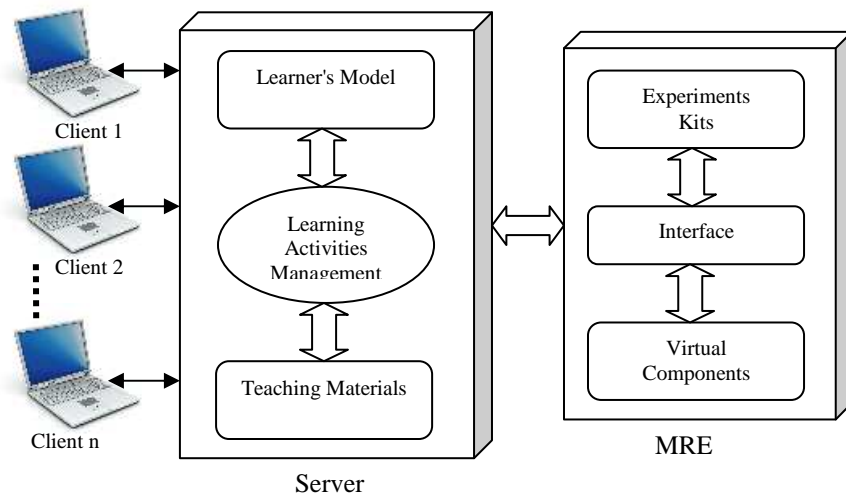 Client 1
Client 2
Client n
Learner's Model
Learning
Activities
Management
Teaching Materials
Server
Experiments
Kits
Interface
Virtual
Components
MRE